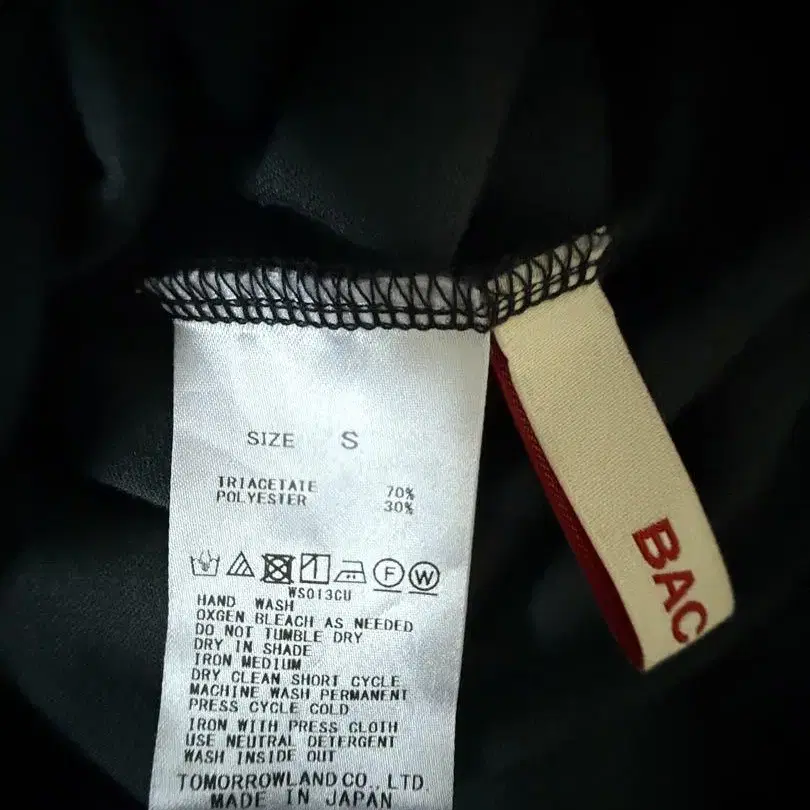 SIZE S
TRIACETATE 70%
POLYESTER 30%
F W
WS013CU
HAND WASH
OXGEN BLEACH AS NEEDED
DO NOT TUMBLE DRY
DRY IN SHADE
IRON MEDIUM
DRY CLEAN SHORT CYCLE
MACHINE WASH PERMANENT
PRESS CYCLE COLD
IRON WITH PRESS CLOTH
USE NEUTRAL DETERGENT
WASH INSIDE OUT
TOMORROWLAND CO., LTD.
MADE IN JAPAN
BAC